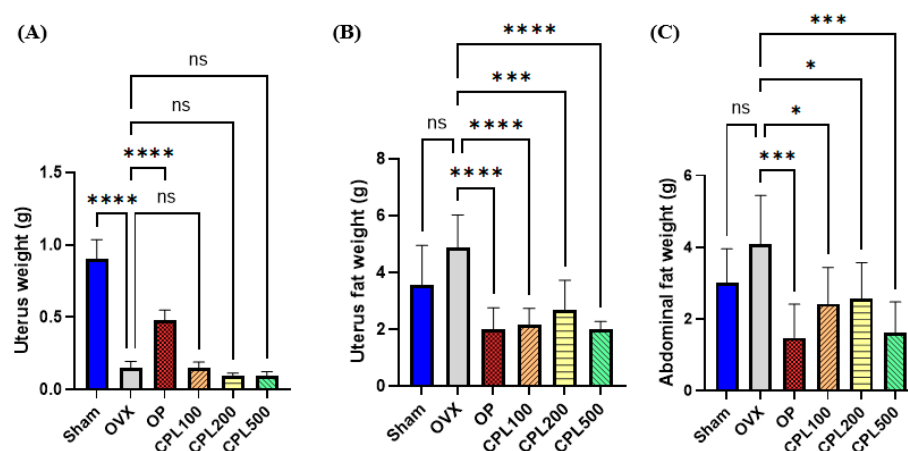 (A)
ns
ns
****
**** ns
Uterus weight (g)
1.5
1.0
0.5
0.0
Sham OVX OP CPL100 CPL200 CPL500
(B)
****
***
ns ****
****
Uterus fat weight (g)
8
6
4
2
0
Sham OVX OP CPL100 CPL200 CPL500
(C)
***
*
ns *
***
Abdominal fat weight (g)
6
4
2
0
Sham OVX OP CPL100 CPL200 CPL500